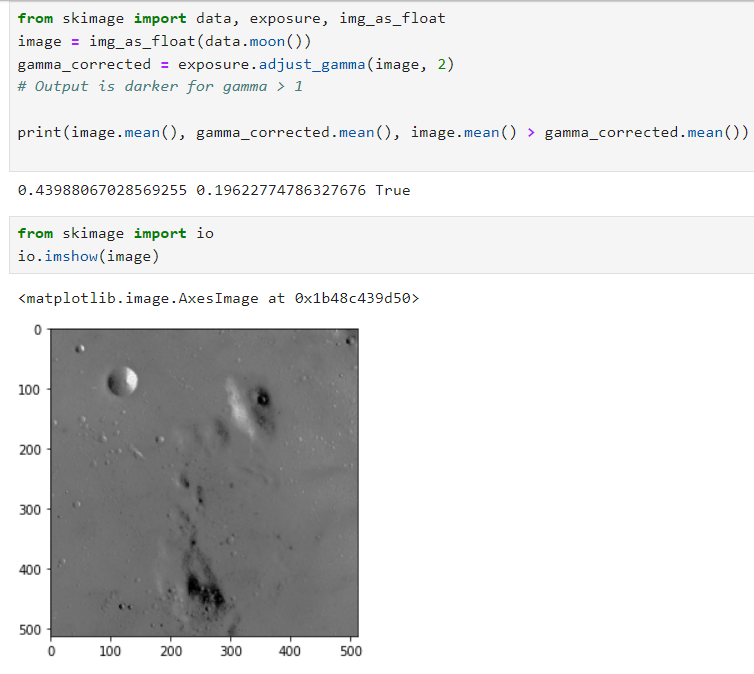 from skimage import data, exposure, img_as_float
image = img_as_float(data.moon())
gamma_corrected = exposure.adjust_gamma(image, 2)
# Output is darker for gamma > 1
print(image.mean(), gamma_corrected.mean(), image.mean() > gamma_corrected.mean())
0.43988067028569255 0.19622774786327676 True
from skimage import io
io.imshow(image)
<matplotlib.image.AxesImage at 0x1b48c439d50>
0
100
200
300
400
500
0 100 200 300 400 500